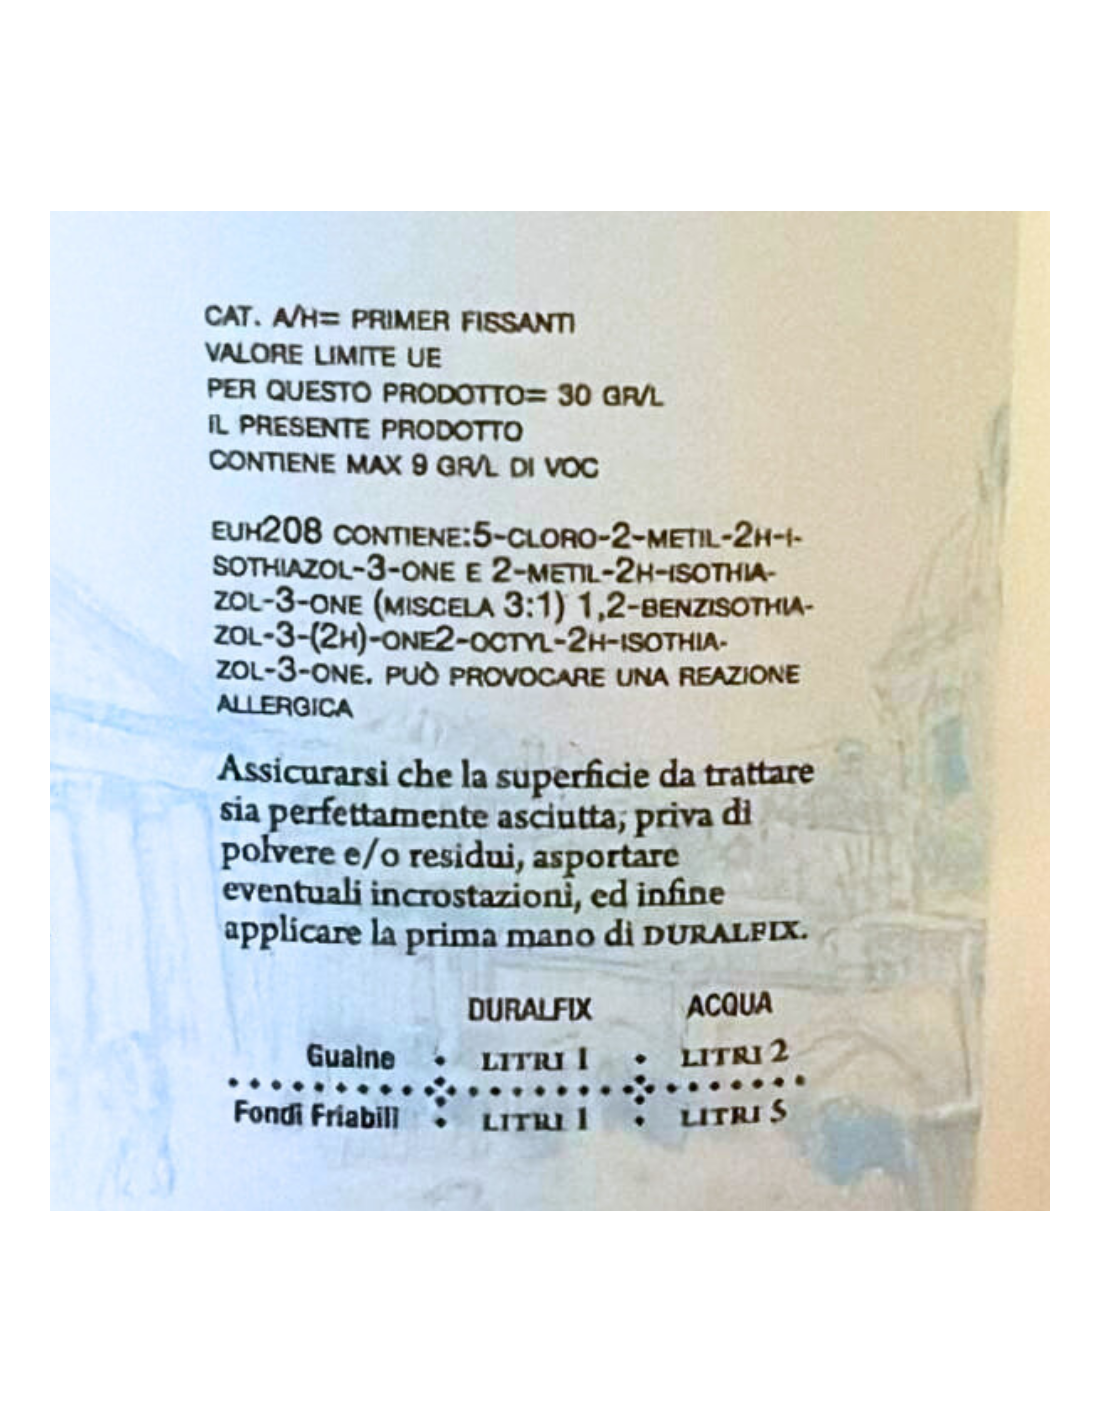 CAT. A/H= PRIMER FISSANTI
VALORE LIMITE UE
PER QUESTO PRODOTTO= 30 GR/L
IL PRESENTE PRODOTTO
CONTIENE MAX 9 GR/L DI VOC
EUH208 CONTIENE:5-CLORO-2-METIL-2H-I-
SOTHIAZOL-3-ONE E 2-METIL-2H-ISOTHIA-
ZOL-3-ONE (MISCELA 3:1) 1,2-BENZISOTHIA-
ZOL-3-(2H)-ONE2-OCTYL-2H-ISOTHIA-
ZOL-3-ONE. PUÒ PROVOCARE UNA REAZIONE
ALLERGICA
Assicurarsi che la superficie da trattare
sia perfettamente asciutta, priva di
polvere e/o residui, asportare
eventuali incrostazioni, ed infine
applicare la prima mano di DURALFIX.
DURALFIX ACQUA
Guaine • LITRI 1 • LITRI 2
Fondi Friabili • LITRI 1 • LITRI 5